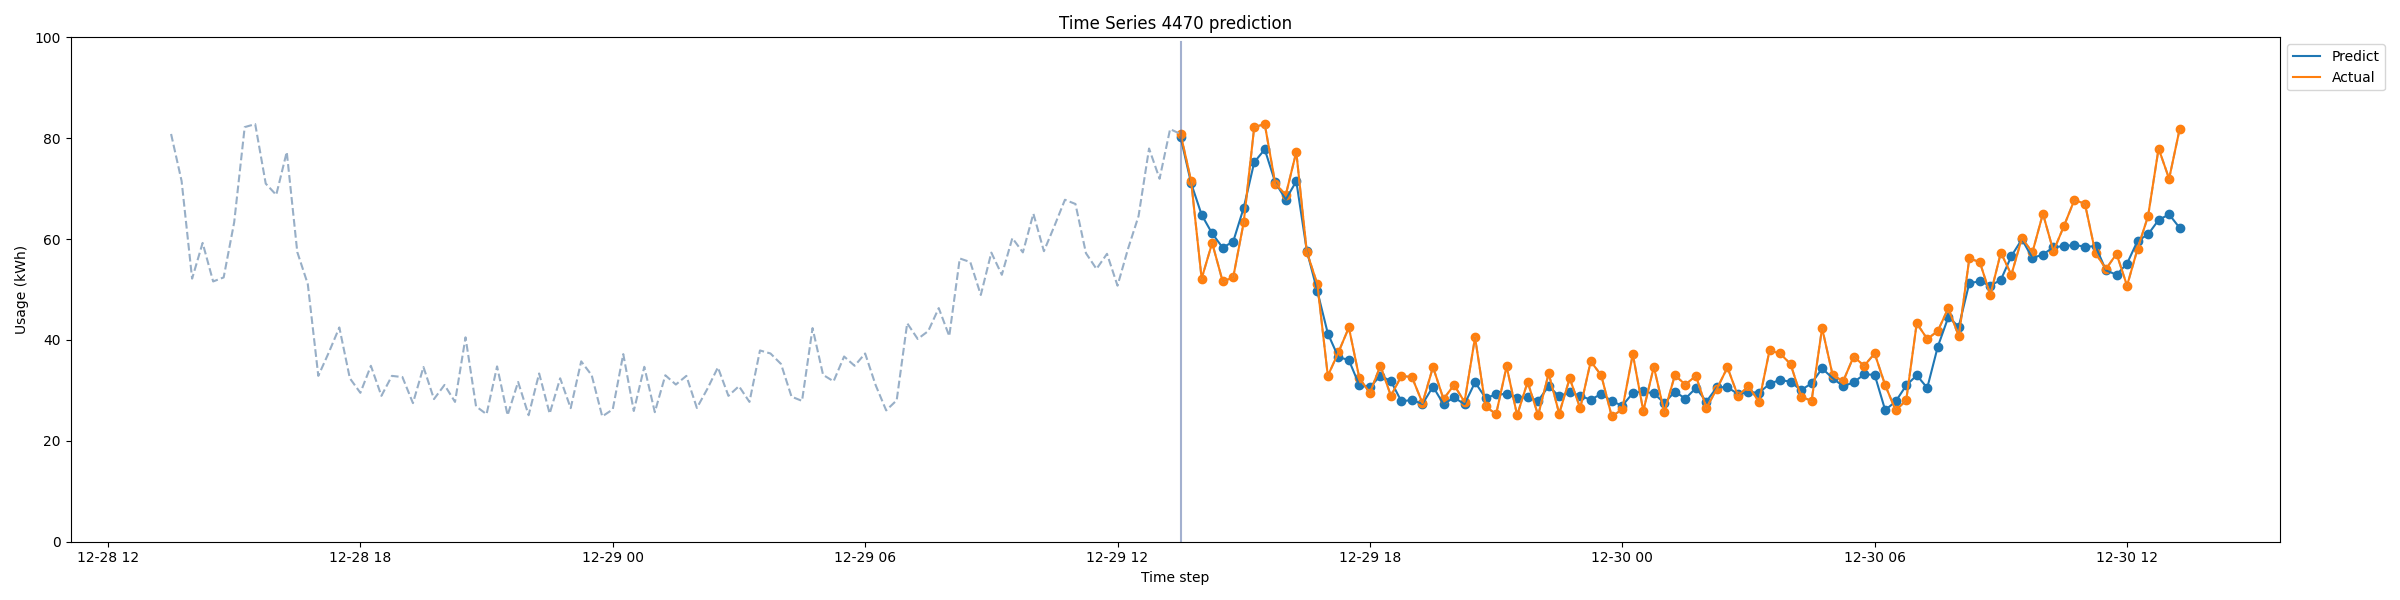 Time Series 4470 prediction
Predict
Actual
100
80
60
40
20
0
Usage (kWh)
12-28 12 12-28 18 12-29 00 12-29 06 12-29 12 12-29 18 12-30 00 12-30 06 12-30 12
Time step